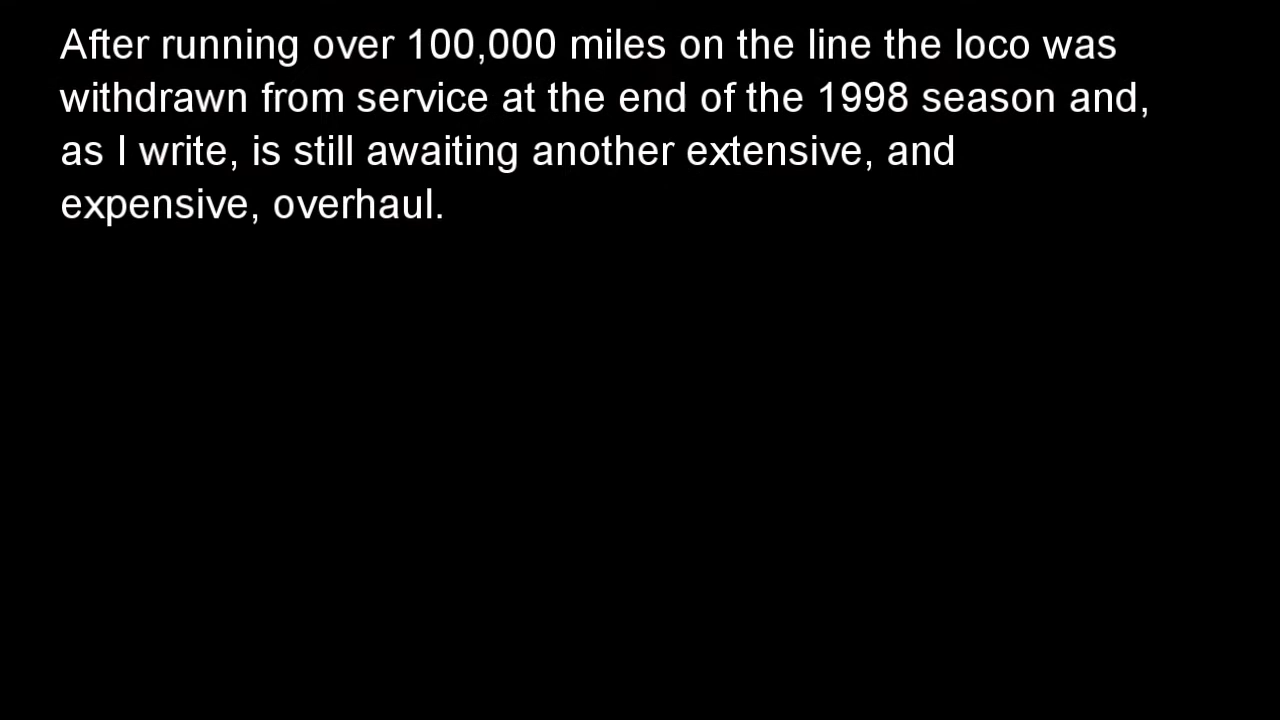 After running over 100,000 miles on the line the loco was
withdrawn from service at the end of the 1998 season and,
as I write, is still awaiting another extensive, and
expensive, overhaul.